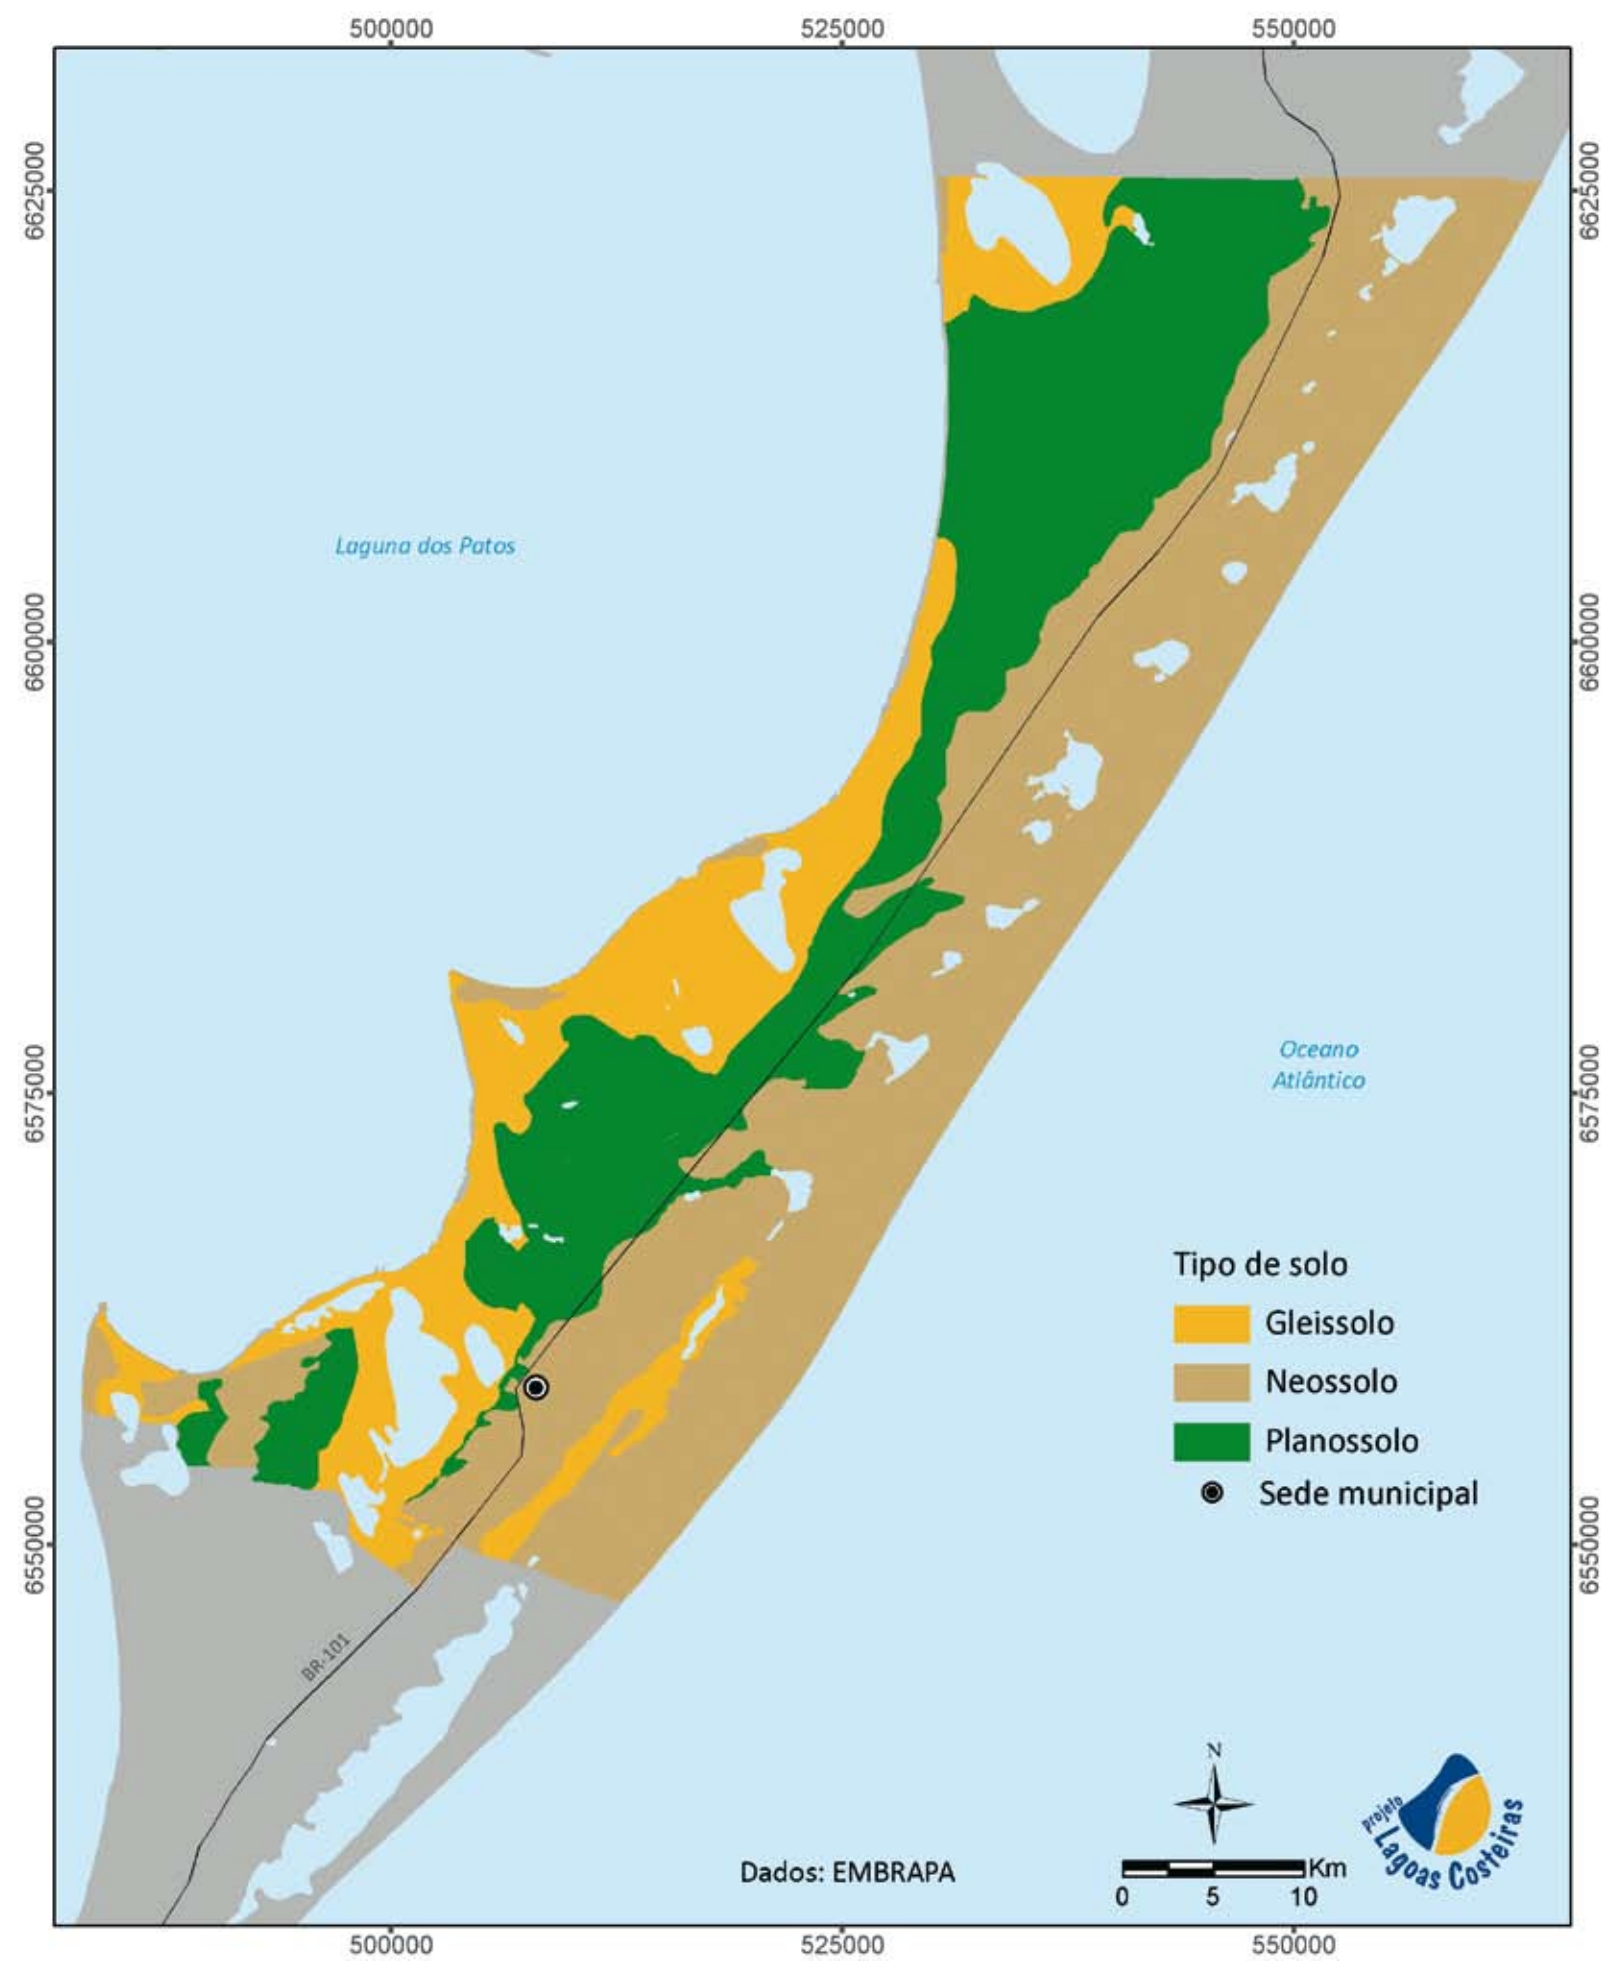 500000 525000 550000
6625000 6625000
Laguna dos Patos
6600000 6600000
Oceano
Atlântico
6575000 6575000
Tipo de solo
Gleissolo
Neossolo
Planossolo
Sede municipal
6550000 6550000
BR-101
N
Dados: EMBRAPA
Km
0 5 10
projeto
Lagoas Costeiras
500000 525000 550000